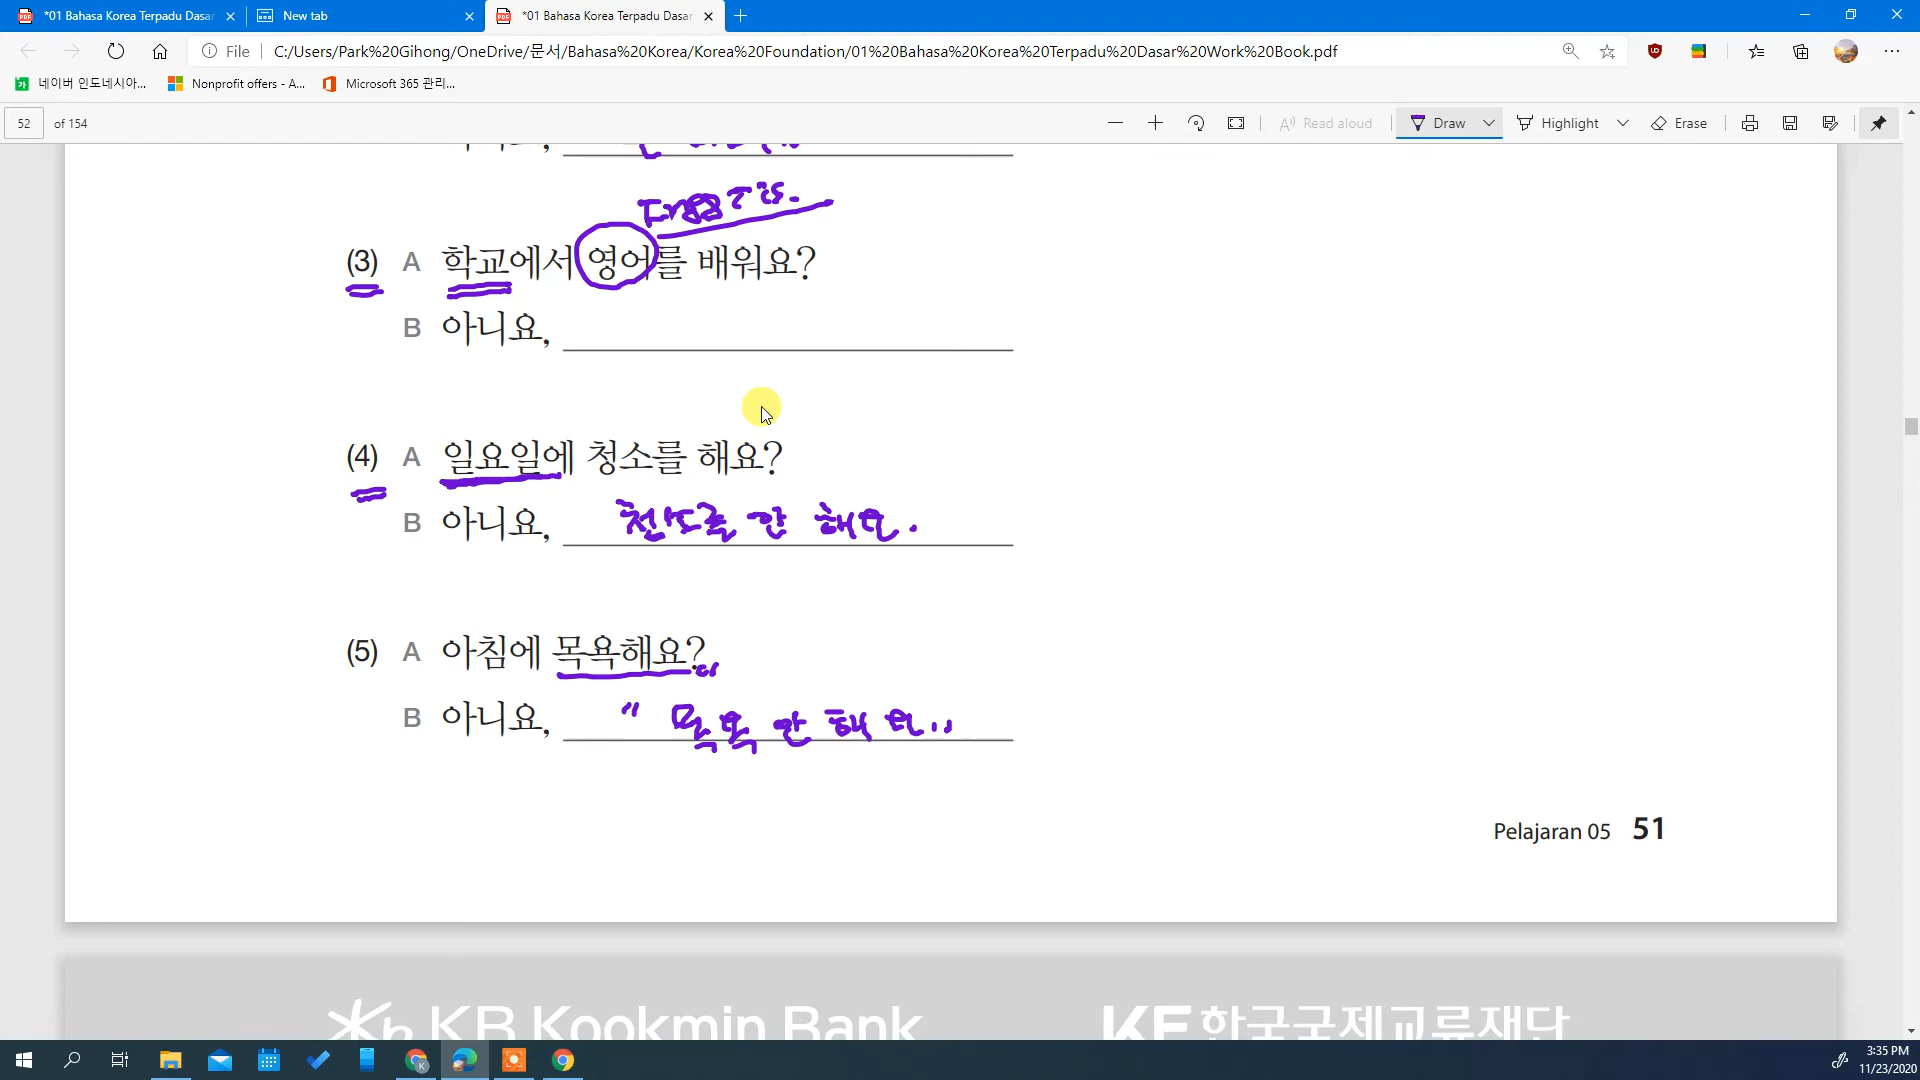 *01 Bahasa Korea Terpadu Dasar
New tab
*01 Bahasa Korea Terpadu Dasar
File
C:/Users/Park%20Gihong/OneDrive/문서/Bahasa%20Korea/Korea%20Foundation/01%20Bahasa%20Korea%20Terpadu%20Dasar%20Work%20Book.pdf
네이버 인도네시아...
Nonprofit offers - A...
Microsoft 365 관리...
52 of 154
Read aloud
Draw
Highlight
Erase
(3) A 학교에서 영어를 배워요?
B 아니요,
(4) A 일요일에 청소를 해요?
B 아니요, 청소를 안 해요.
(5) A 아침에 목욕해요?
B 아니요, " 목욕 안 해요..
Pelajaran 05 51
KB Kookmin Bank
KF 한국국제교류재단
3:35 PM
11/23/2020